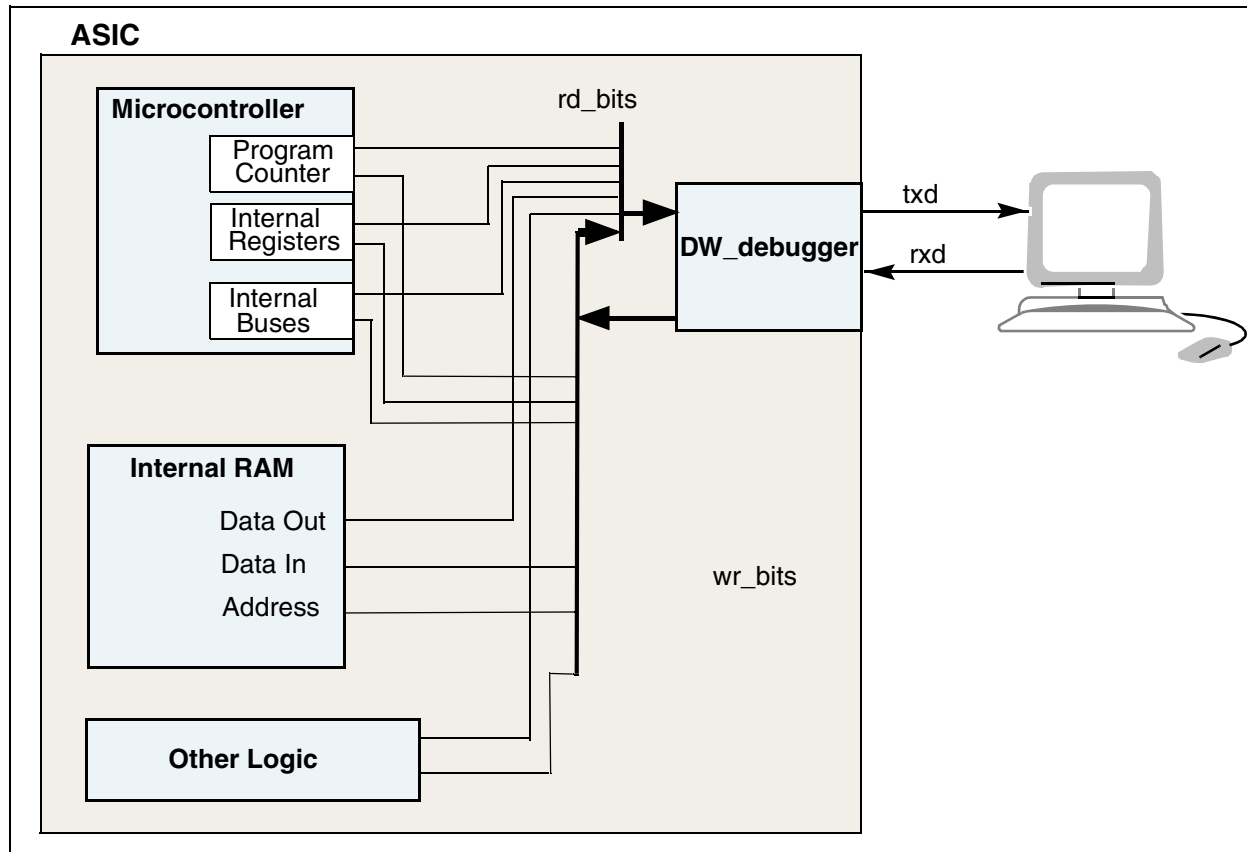 ASIC
Microcontroller
Program
Counter
Internal
Registers
Internal
Buses
rd_bits
DW_debugger
txd
rxd
Internal RAM
Data Out
Data In
Address
wr_bits
Other Logic